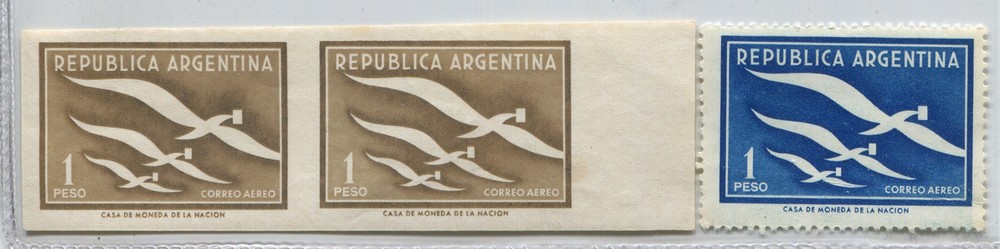 REPUBLICA ARGENTINA
1
PESO
CORREO AEREO
CASA DE MONEDA DE LA NACION
REPUBLICA ARGENTINA
1
PESO
CORREO AEREO
CASA DE MONEDA DE LA NACION
REPUBLICA ARGENTINA
1
PESO
CORREO AEREO
CASA DE MONEDA DE LA NACION